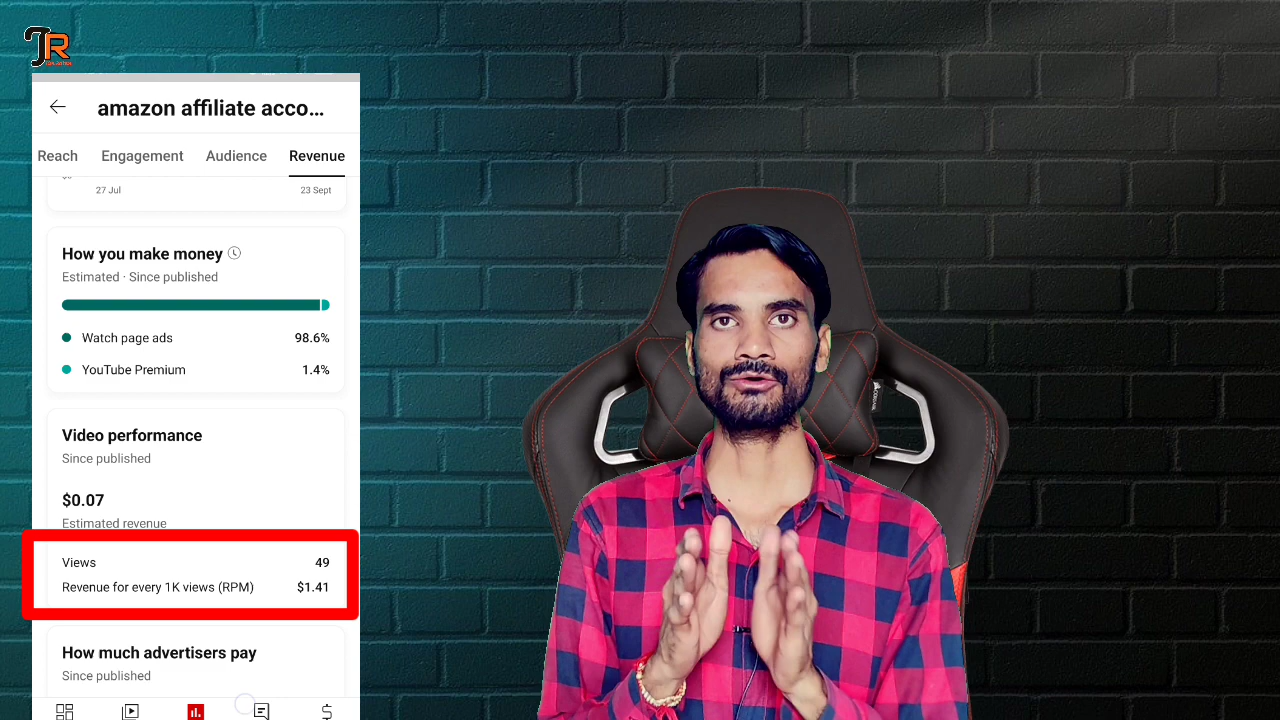 JR
amazon affiliate acco...
Reach Engagement Audience Revenue
27 Jul 23 Sept
How you make money
Estimated · Since published
Watch page ads 98.6%
YouTube Premium 1.4%
Video performance
Since published
$0.07
Estimated revenue
Views 49
Revenue for every 1K views (RPM) $1.41
How much advertisers pay
Since published